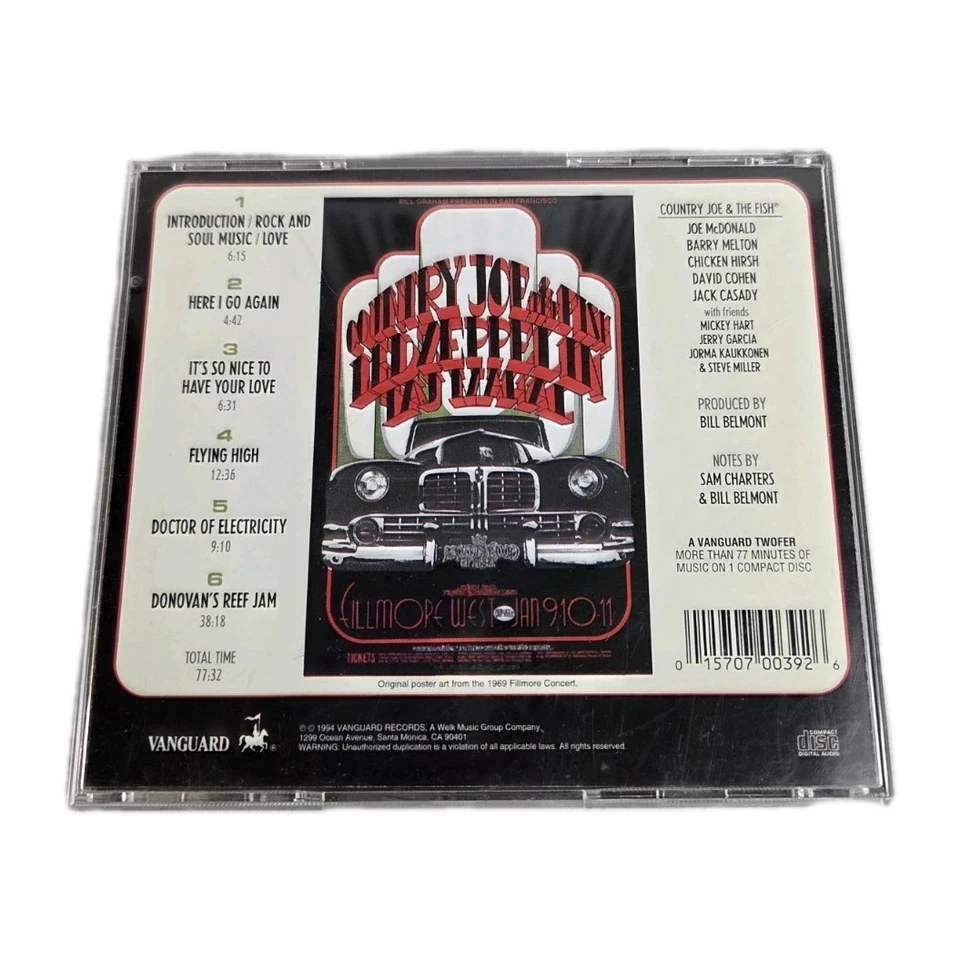 1
INTRODUCTION / ROCK AND
SOUL MUSIC / LOVE
6:15
2
HERE I GO AGAIN
4:42
3
IT'S SO NICE TO
HAVE YOUR LOVE
6:31
4
FLYING HIGH
12:36
5
DOCTOR OF ELECTRICITY
9:10
6
DONOVAN'S REEF JAM
38:18
TOTAL TIME
77:32
BILL GRAHAM PRESENTS IN SAN FRANCISCO
COUNTRY JOE and the FISH
LED ZEPPELIN
TAJ MAHAL
FILLMORE WEST JAN 9·10·11
TICKETS
Original poster art from the 1969 Fillmore Concert.
COUNTRY JOE & THE FISH®
JOE McDONALD
BARRY MELTON
CHICKEN HIRSH
DAVID COHEN
JACK CASADY
with friends
MICKEY HART
JERRY GARCIA
JORMA KAUKKONEN
& STEVE MILLER
PRODUCED BY
BILL BELMONT
NOTES BY
SAM CHARTERS
& BILL BELMONT
A VANGUARD TWOFER
MORE THAN 77 MINUTES OF
MUSIC ON 1 COMPACT DISC
0 15707 00392 6
VANGUARD ®
℗ © 1994 VANGUARD RECORDS, A Welk Music Group Company,
1299 Ocean Avenue, Santa Monica, CA 90401
WARNING: Unauthorized duplication is a violation of all applicable laws. All rights reserved.
COMPACT
disc
DIGITAL AUDIO